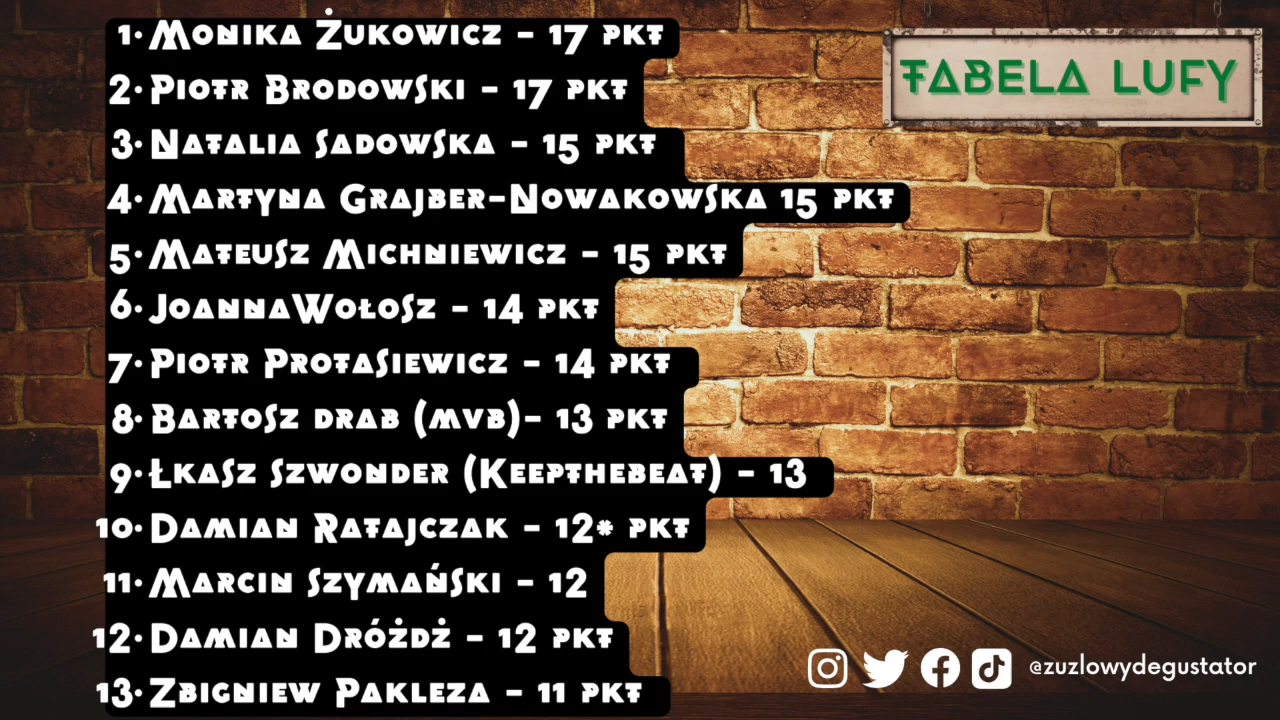 1. Monika Żukowicz - 17 pkt
2. Piotr Brodowski - 17 pkt
3. Natalia Sadowska - 15 pkt
4. Martyna Grajber-Nowakowska 15 pkt
5. Mateusz Michniewicz - 15 pkt
6. JoannaWołosz - 14 pkt
7. Piotr Protasiewicz - 14 pkt
8. Bartosz drab (mvb)- 13 pkt
9. Łkasz Szwonder (Keepthebeat) - 13
10. Damian Ratajczak - 12* pkt
11. Marcin Szymański - 12
12. Damian Dróżdż - 12 pkt
13. Zbigniew Pakleza - 11 pkt
TABELA LUFY
@zuzlowydegustator